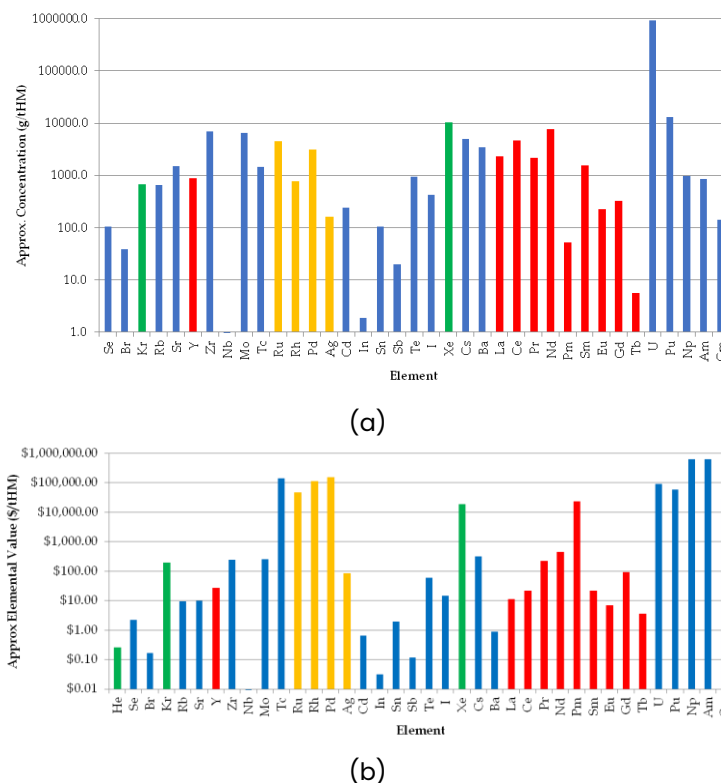 Approx. Concentration (g/tHM)
1000000.0
100000.0
10000.0
1000.0
100.0
10.0
1.0
Se Br Kr Rb Sr Y Zr Nb Mo Tc Ru Rh Pd Ag Cd In Sn Sb Te I Xe Cs Ba La Ce Pr Nd Pm Sm Eu Gd Tb U Pu Np Am
Element
(a)
Approx Elemental Value ($/tHM)
$1,000,000.00
$100,000.00
$10,000.00
$1,000.00
$100.00
$10.00
$1.00
$0.10
$0.01
He Se Br Kr Rb Sr Y Zr Nb Mo Tc Ru Rh Pd Ag Cd In Sn Sb Te I Xe Cs Ba La Ce Pr Nd Pm Sm Eu Gd Tb U Pu Np Am
Element
(b)